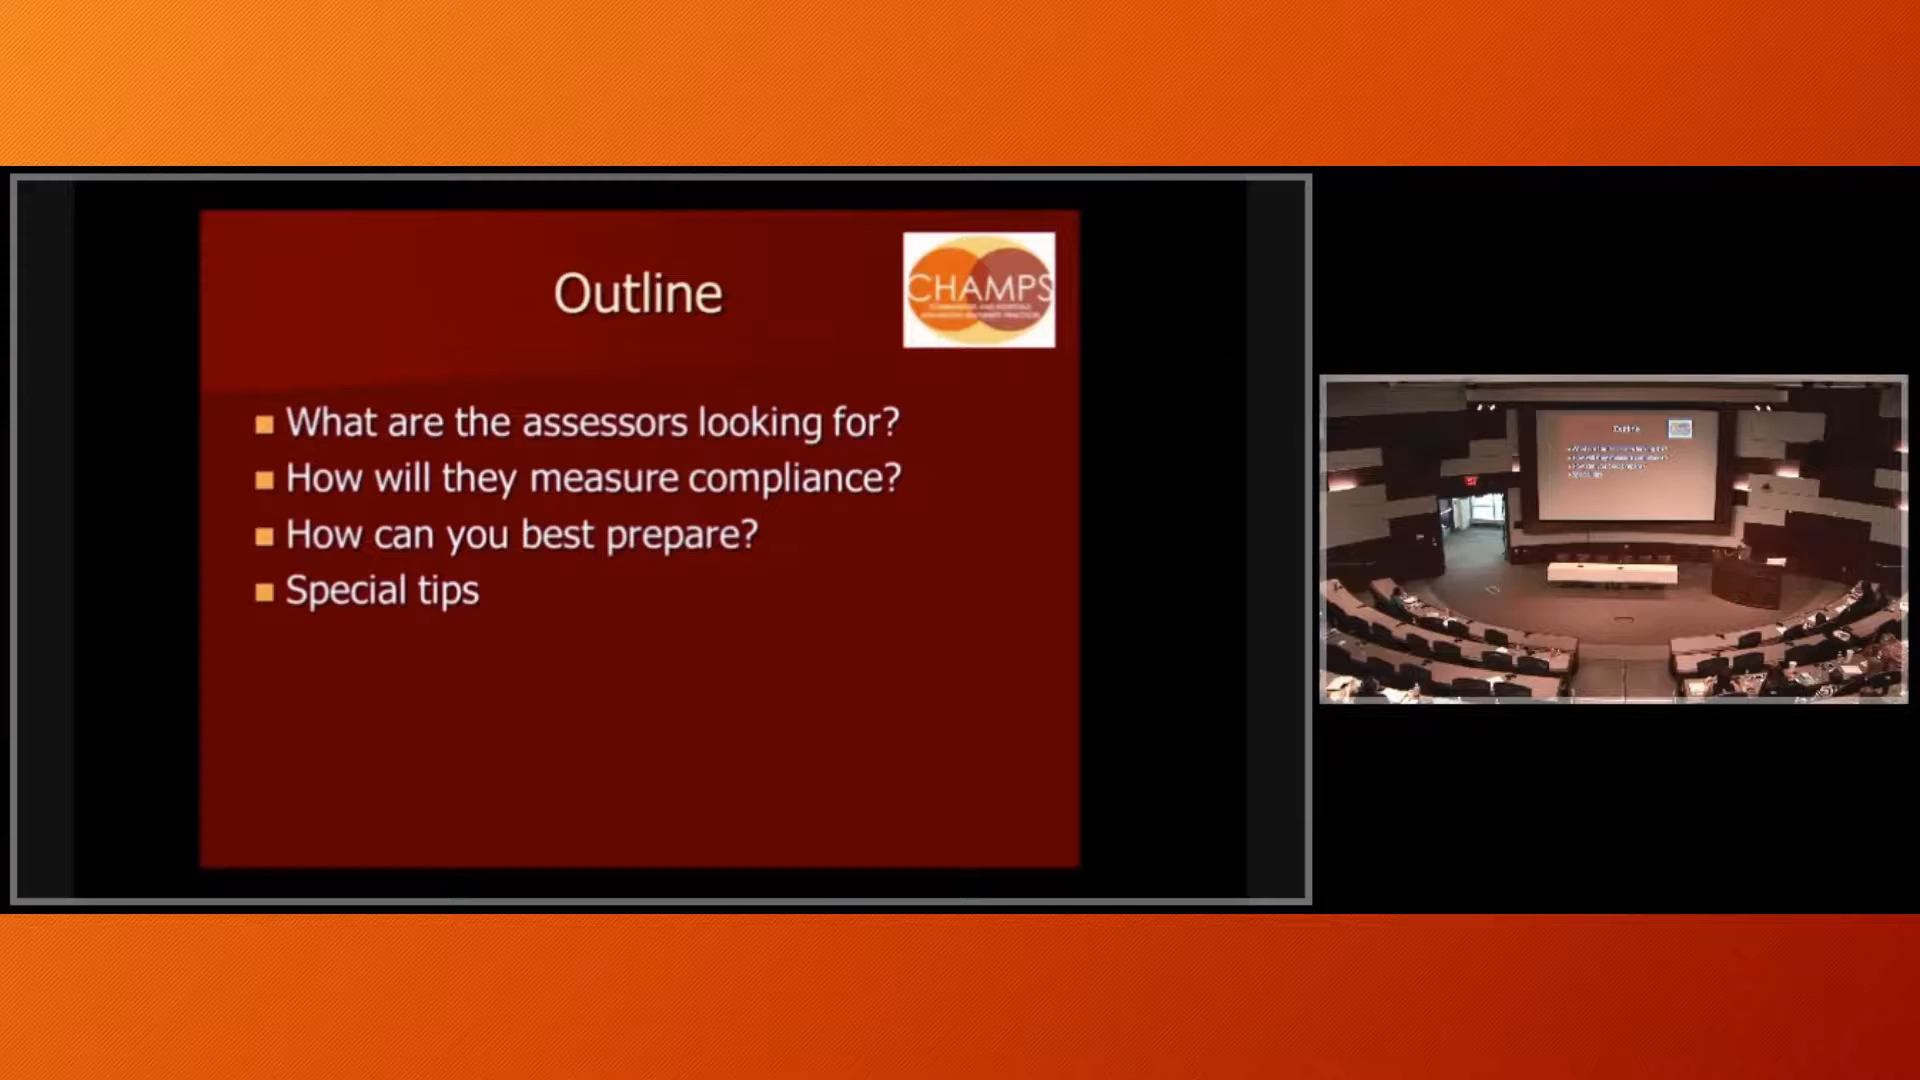 Outline
CHAMPS
What are the assessors looking for?
How will they measure compliance?
How can you best prepare?
Special tips
Outline